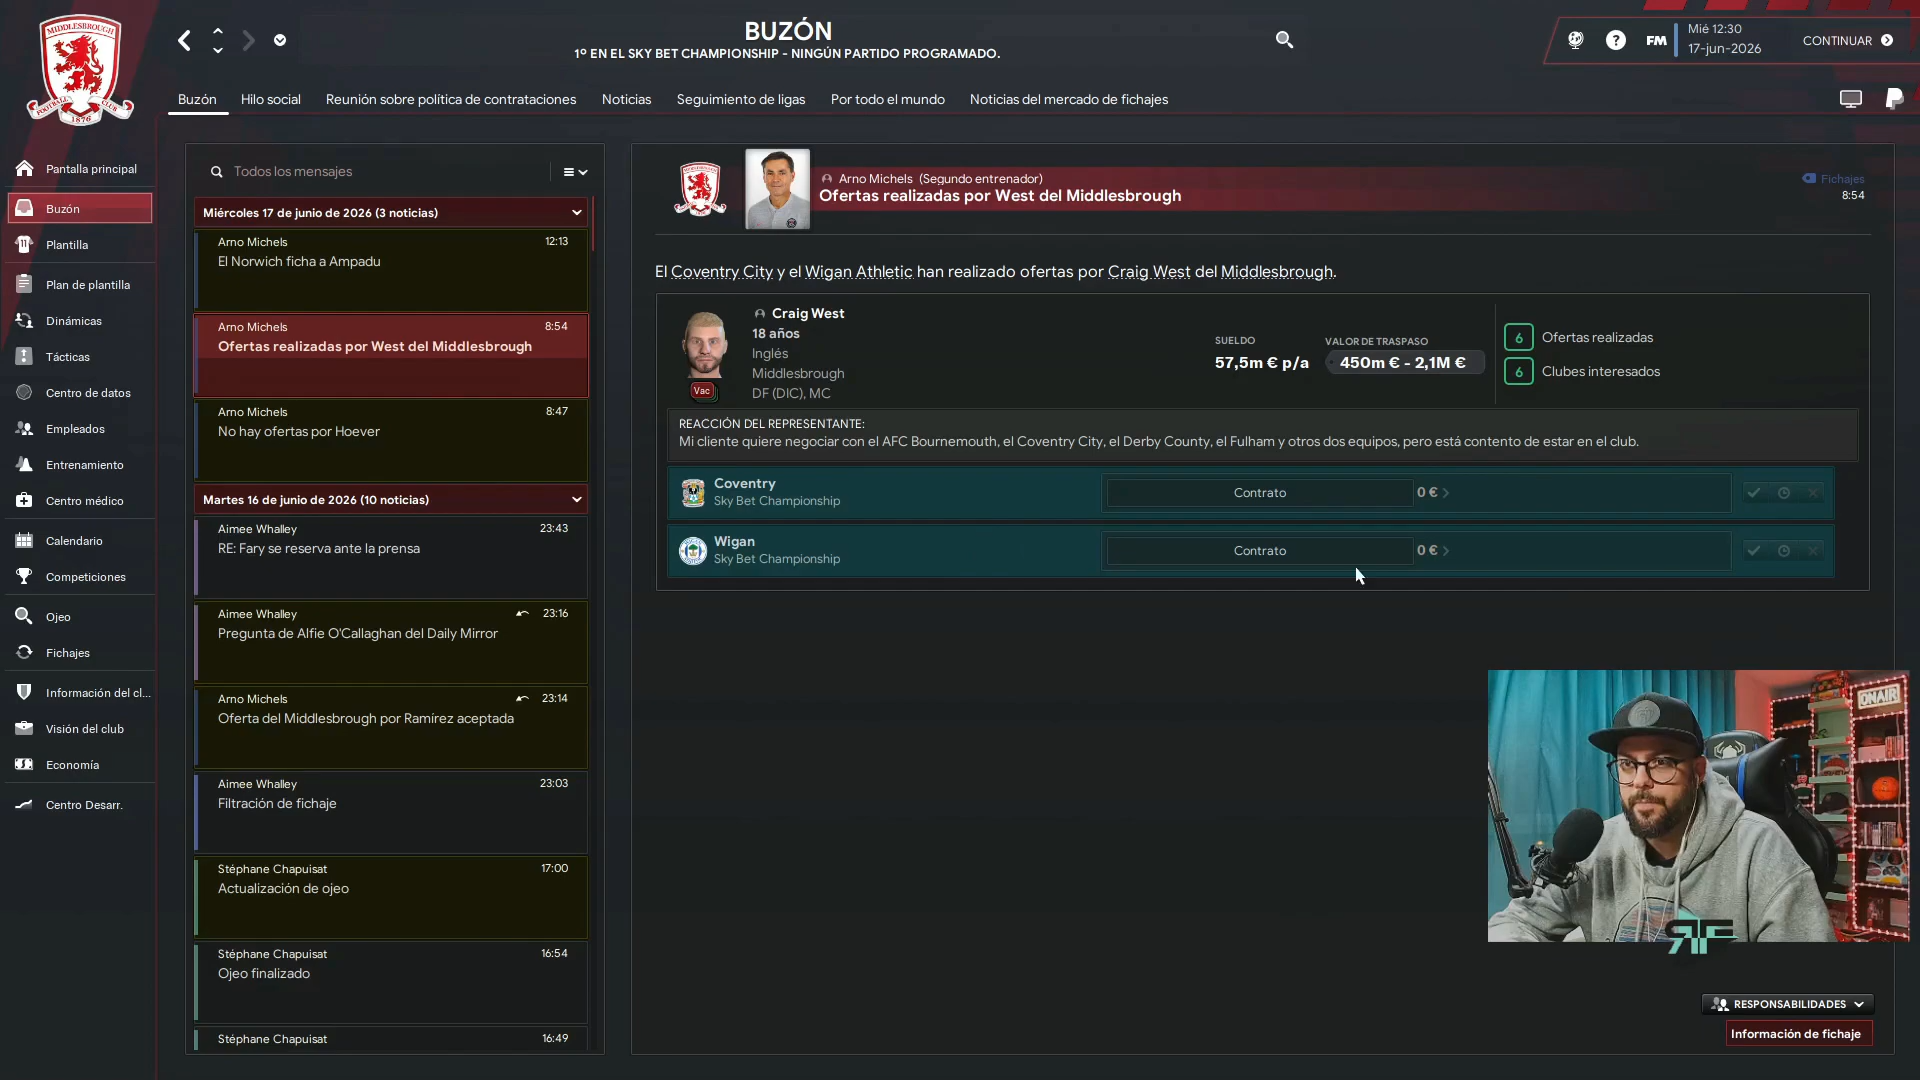 MIDDLESBROUGH
FOOTBALL CLUB
1876
BUZÓN
1º EN EL SKY BET CHAMPIONSHIP - NINGÚN PARTIDO PROGRAMADO.
FM
Mié 12:30
17-jun-2026
CONTINUAR
Buzón
Hilo social
Reunión sobre política de contrataciones
Noticias
Seguimiento de ligas
Por todo el mundo
Noticias del mercado de fichajes
Pantalla principal
Buzón
Plantilla
Plan de plantilla
Dinámicas
Tácticas
Centro de datos
Empleados
Entrenamiento
Centro médico
Calendario
Competiciones
Ojeo
Fichajes
Información del cl...
Visión del club
Economía
Centro Desarr.
Todos los mensajes
Miércoles 17 de junio de 2026 (3 noticias)
Arno Michels 12:13
El Norwich ficha a Ampadu
Arno Michels 8:54
Ofertas realizadas por West del Middlesbrough
Arno Michels 8:47
No hay ofertas por Hoever
Martes 16 de junio de 2026 (10 noticias)
Aimee Whalley 23:43
RE: Fary se reserva ante la prensa
Aimee Whalley 23:16
Pregunta de Alfie O'Callaghan del Daily Mirror
Arno Michels 23:14
Oferta del Middlesbrough por Ramírez aceptada
Aimee Whalley 23:03
Filtración de fichaje
Stéphane Chapuisat 17:00
Actualización de ojeo
Stéphane Chapuisat 16:54
Ojeo finalizado
Stéphane Chapuisat 16:49
Arno Michels (Segundo entrenador)
Ofertas realizadas por West del Middlesbrough
Fichajes
8:54
El Coventry City y el Wigan Athletic han realizado ofertas por Craig West del Middlesbrough.
Craig West
18 años
Inglés
Middlesbrough
DF (DIC), MC
Vac
SUELDO
57,5m € p/a
VALOR DE TRASPASO
450m € - 2,1M €
6 Ofertas realizadas
6 Clubes interesados
REACCIÓN DEL REPRESENTANTE:
Mi cliente quiere negociar con el AFC Bournemouth, el Coventry City, el Derby County, el Fulham y otros dos equipos, pero está contento de estar en el club.
Coventry
Sky Bet Championship
Contrato
0 €
Wigan
Sky Bet Championship
Contrato
0 €
ON AIR
RESPONSABILIDADES
Información de fichaje